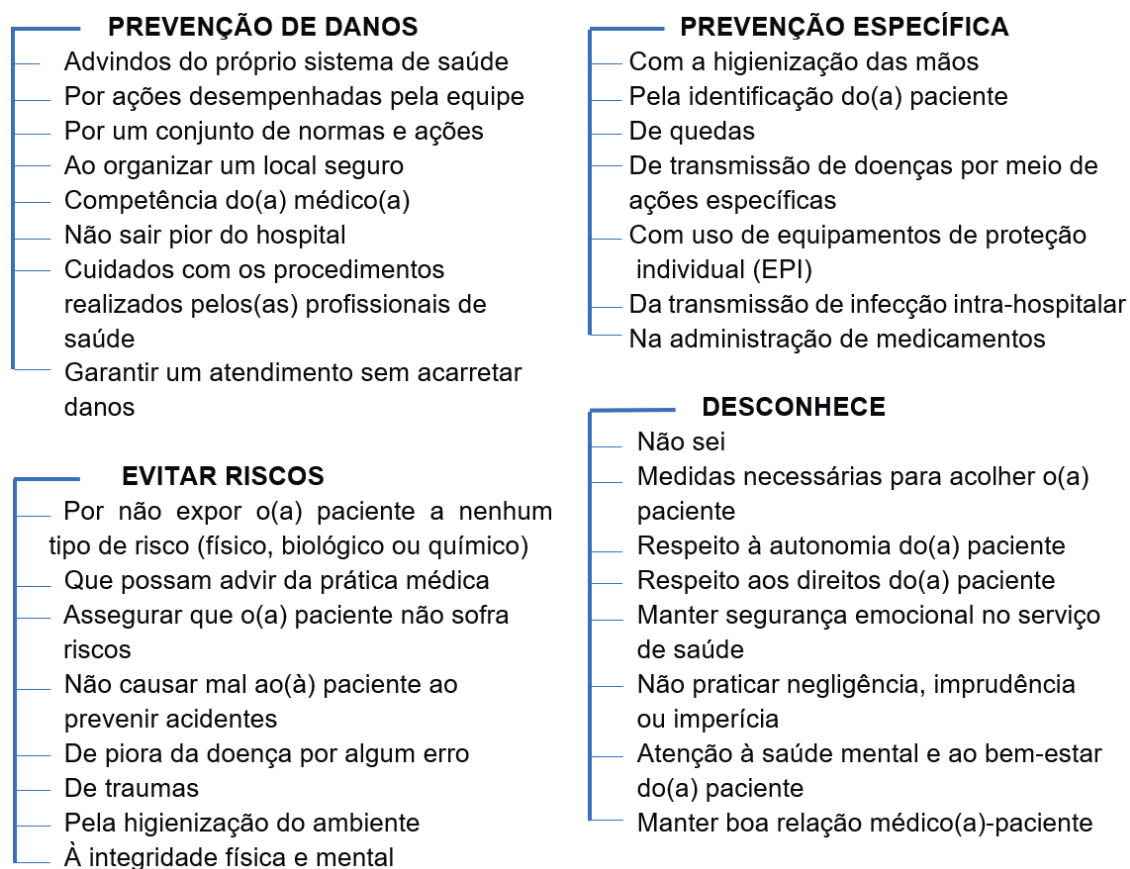 PREVENÇÃO DE DANOS
Advindos do próprio sistema de saúde
Por ações desempenhadas pela equipe
Por um conjunto de normas e ações
Ao organizar um local seguro
Competência do(a) médico(a)
Não sair pior do hospital
Cuidados com os procedimentos
realizados pelos(as) profissionais de
saúde
Garantir um atendimento sem acarretar
danos
EVITAR RISCOS
Por não expor o(a) paciente a nenhum
tipo de risco (físico, biológico ou químico)
Que possam advir da prática médica
Assegurar que o(a) paciente não sofra
riscos
Não causar mal ao(à) paciente ao
prevenir acidentes
De piora da doença por algum erro
De traumas
Pela higienização do ambiente
À integridade física e mental
PREVENÇÃO ESPECÍFICA
Com a higienização das mãos
Pela identificação do(a) paciente
De quedas
De transmissão de doenças por meio de
ações específicas
Com uso de equipamentos de proteção
individual (EPI)
Da transmissão de infecção intra-hospitalar
Na administração de medicamentos
DESCONHECE
Não sei
Medidas necessárias para acolher o(a)
paciente
Respeito à autonomia do(a) paciente
Respeito aos direitos do(a) paciente
Manter segurança emocional no serviço
de saúde
Não praticar negligência, imprudência
ou imperícia
Atenção à saúde mental e ao bem-estar
do(a) paciente
Manter boa relação médico(a)-paciente